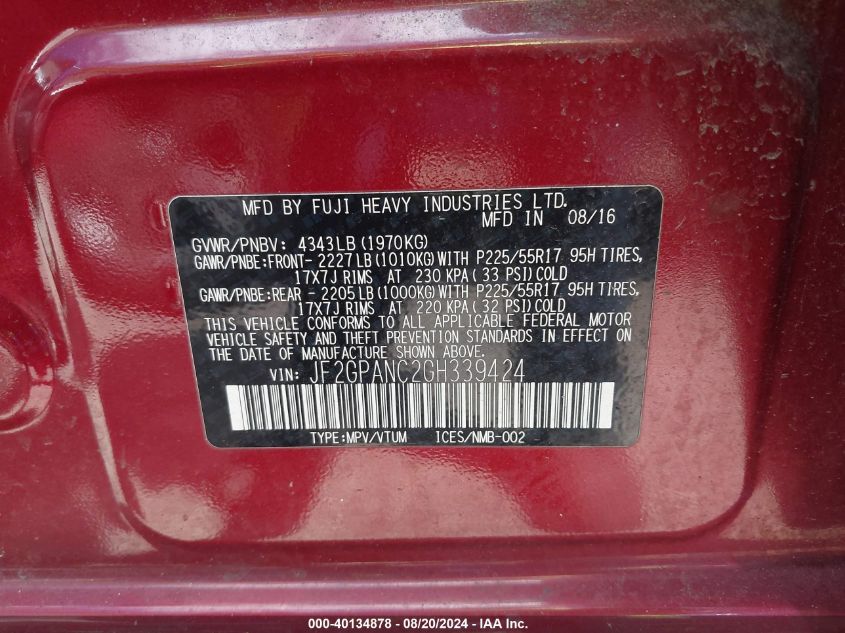 MFD BY FUJI HEAVY INDUSTRIES LTD.
MFD IN 08/16
GVWR/PNBV: 4343LB(1970KG)
GAWR/PNBE:FRONT- 2227LB(1010KG)WITH P225/55R17 95H TIRES,
17X7J RIMS AT 230 KPA(33 PSI)COLD
GAWR/PNBE:REAR - 2205LB(1000KG)WITH P225/55R17 95H TIRES,
17X7J RIMS AT 220 KPA(32 PSI)COLD
THIS VEHICLE CONFORMS TO ALL APPLICABLE FEDERAL MOTOR
VEHICLE SAFETY AND THEFT PREVENTION STANDARDS IN EFFECT ON
THE DATE OF MANUFACTURE SHOWN ABOVE.
VIN: JF2GPANC2GH339424
TYPE:MPV/VTUM ICES/NMB-002
000-40134878 - 08/20/2024 - IAA Inc.